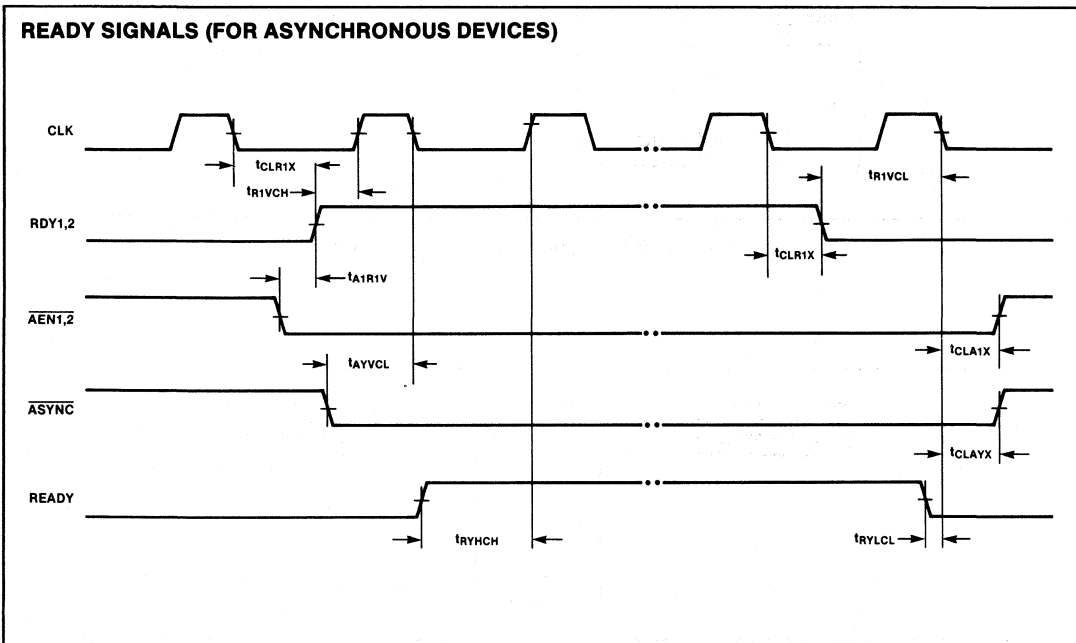 READY SIGNALS (FOR ASYNCHRONOUS DEVICES)
CLK
tCLR1X
tR1VCH
tR1VCL
RDY1,2
tCLR1X
tA1R1V
AEN1,2
tCLA1X
tAYVCL
ASYNC
tCLAYX
READY
tRYHCH
tRYLCL